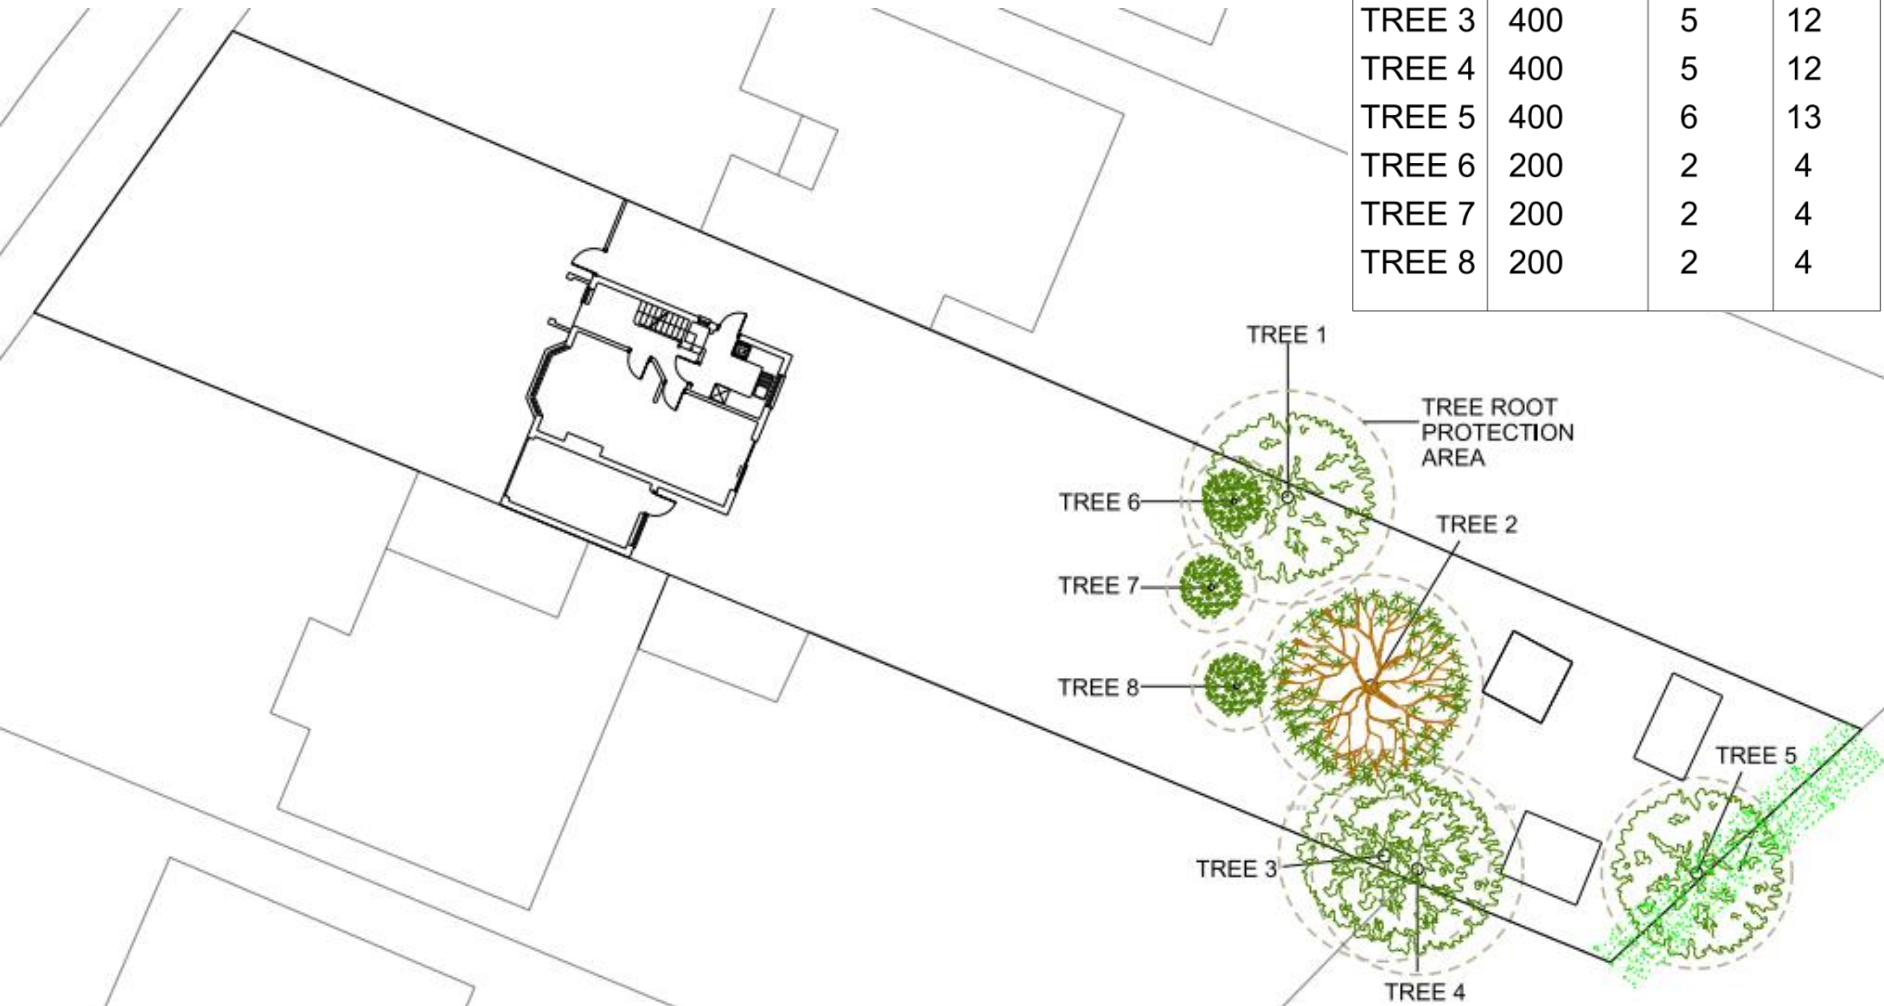 TREE 3 400 5 12
TREE 4 400 5 12
TREE 5 400 6 13
TREE 6 200 2 4
TREE 7 200 2 4
TREE 8 200 2 4
TREE 1
TREE ROOT
PROTECTION
AREA
TREE 6
TREE 2
TREE 7
TREE 8
TREE 5
TREE 3
TREE 4